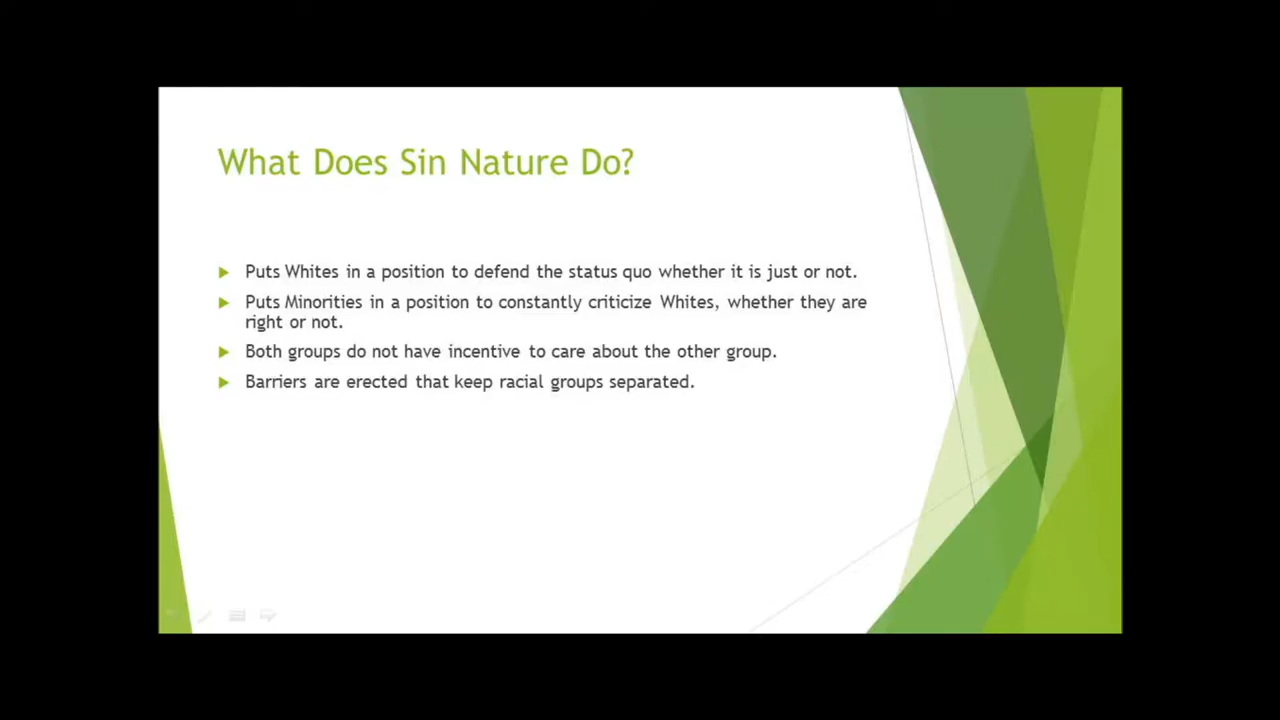 What Does Sin Nature Do?
Puts Whites in a position to defend the status quo whether it is just or not.
Puts Minorities in a position to constantly criticize Whites, whether they are
right or not.
Both groups do not have incentive to care about the other group.
Barriers are erected that keep racial groups separated.